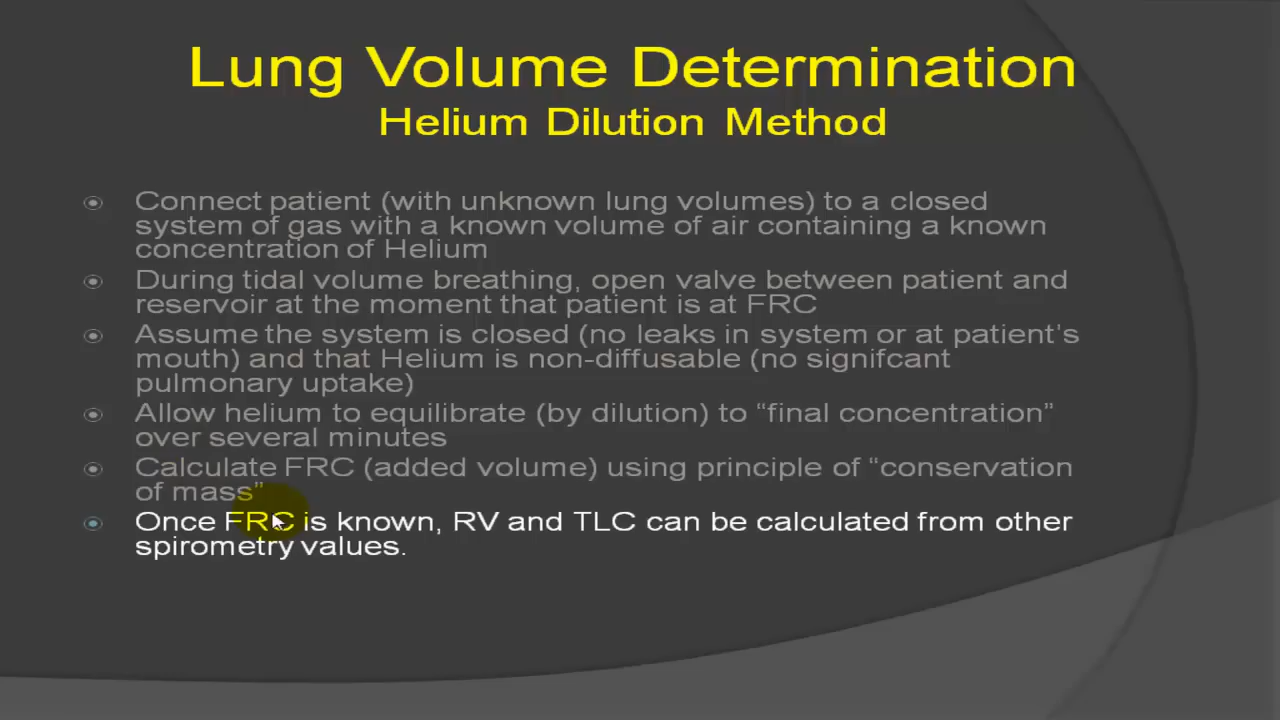 Lung Volume Determination
Helium Dilution Method
Connect patient (with unknown lung volumes) to a closed
system of gas with a known volume of air containing a known
concentration of Helium
During tidal volume breathing, open valve between patient and
reservoir at the moment that patient is at FRC
Assume the system is closed (no leaks in system or at patient's
mouth) and that Helium is non-diffusable (no signifcant
pulmonary uptake)
Allow helium to equilibrate (by dilution) to “final concentration”
over several minutes
Calculate FRC (added volume) using principle of “conservation
of mass”
Once FRC is known, RV and TLC can be calculated from other
spirometry values.